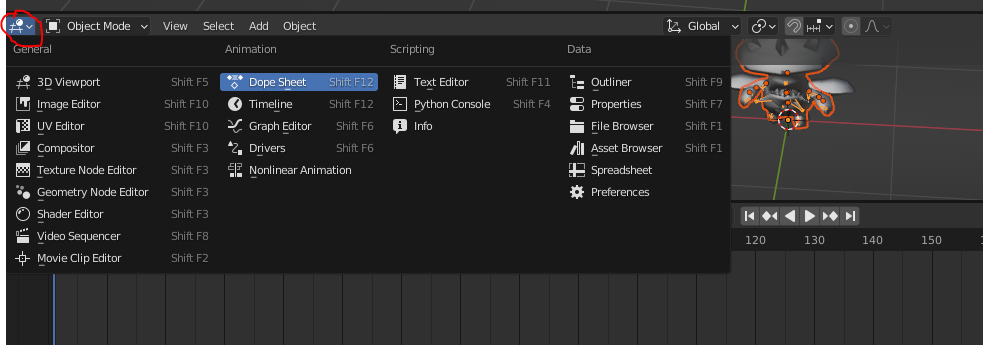 Object Mode View Select Add Object Global
General Animation Scripting Data
3D Viewport Shift F5 Dope Sheet Shift F12 Text Editor Shift F11 Outliner Shift F9
Image Editor Shift F10 Timeline Shift F12 Python Console Shift F4 Properties Shift F7
UV Editor Shift F10 Graph Editor Shift F6 Info File Browser Shift F1
Compositor Shift F3 Drivers Shift F6 Asset Browser Shift F1
Texture Node Editor Shift F3 Nonlinear Animation Spreadsheet
Geometry Node Editor Shift F3 Preferences
Shader Editor Shift F3
Video Sequencer Shift F8
Movie Clip Editor Shift F2
120 130 140 150